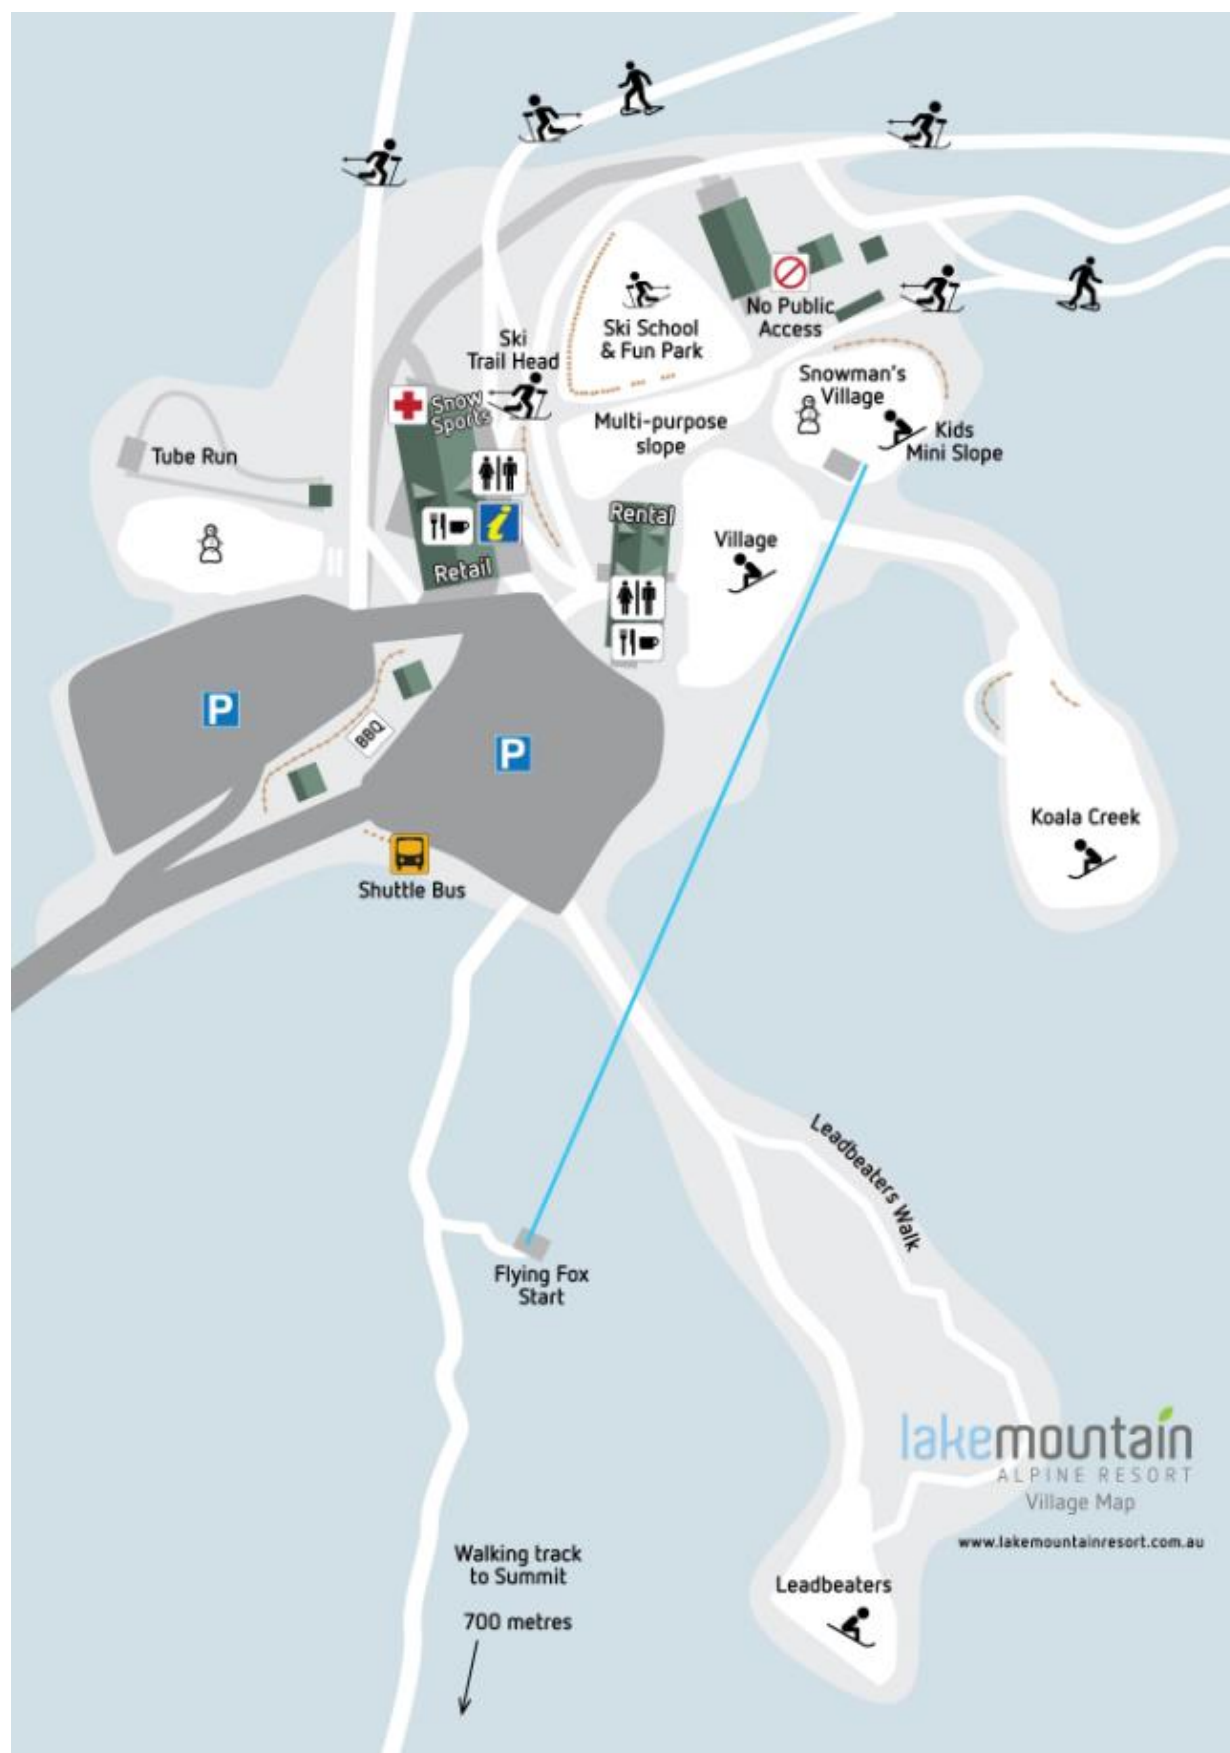 Ski
Trail Head
Ski School
& Fun Park
No Public
Access
Snow
Sports
Snowman's
Village
Multi-purpose
slope
Kids
Mini Slope
Tube Run
Rental
Village
i
Retail
P
BBQ
P
Koala Creek
Shuttle Bus
Leadbeaters Walk
Flying Fox
Start
lakemountain
ALPINE RESORT
Village Map
www.lakemountainresort.com.au
Walking track
to Summit
700 metres
Leadbeaters